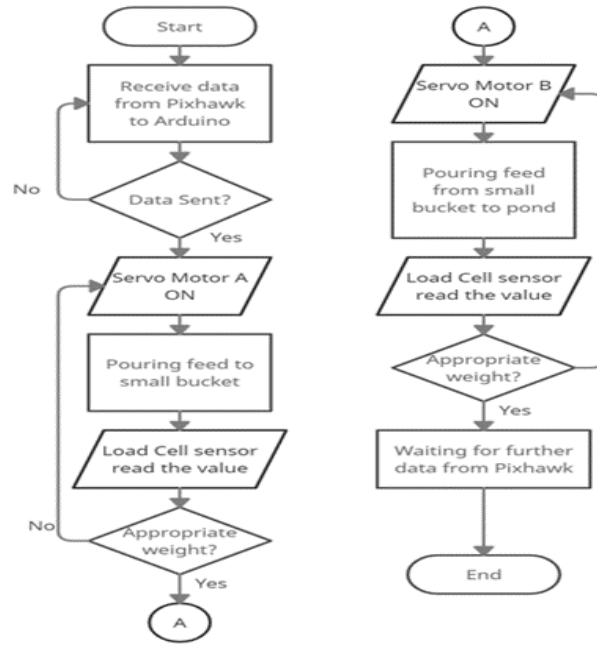 Start
Receive data
from Pixhawk
to Arduino
No
Data Sent?
Yes
Servo Motor A
ON
Pouring feed to
small bucket
Load Cell sensor
read the value
No
Appropriate
weight?
Yes
A
A
Servo Motor B
ON
Pouring feed
from small
bucket to pond
Load Cell sensor
read the value
Appropriate
weight?
Yes
Waiting for further
data from Pixhawk
End